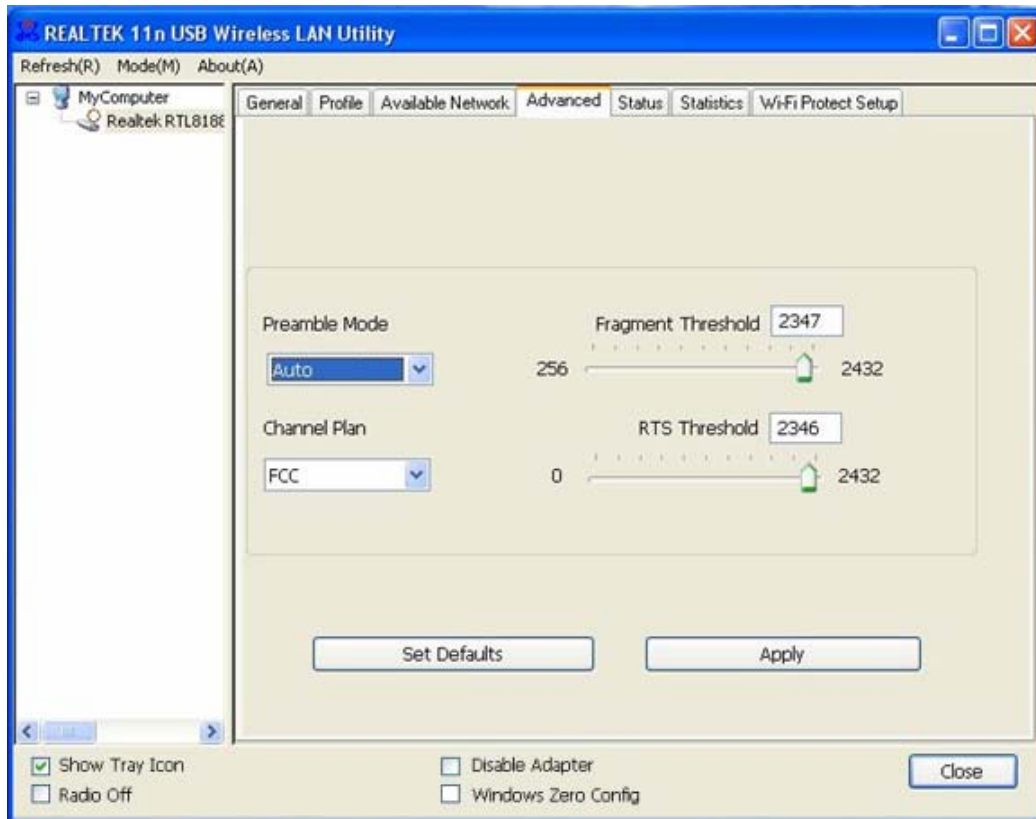 REALTEK 11n USB Wireless LAN Utility
Refresh(R) Mode(M) About(A)
MyComputer
Realtek RTL8188
General Profile Available Network Advanced Status Statistics Wi-Fi Protect Setup
Preamble Mode
Auto
Channel Plan
FCC
Fragment Threshold 2347
256 2432
RTS Threshold 2346
0 2432
Set Defaults Apply
Show Tray Icon
Radio Off
Disable Adapter
Windows Zero Config
Close